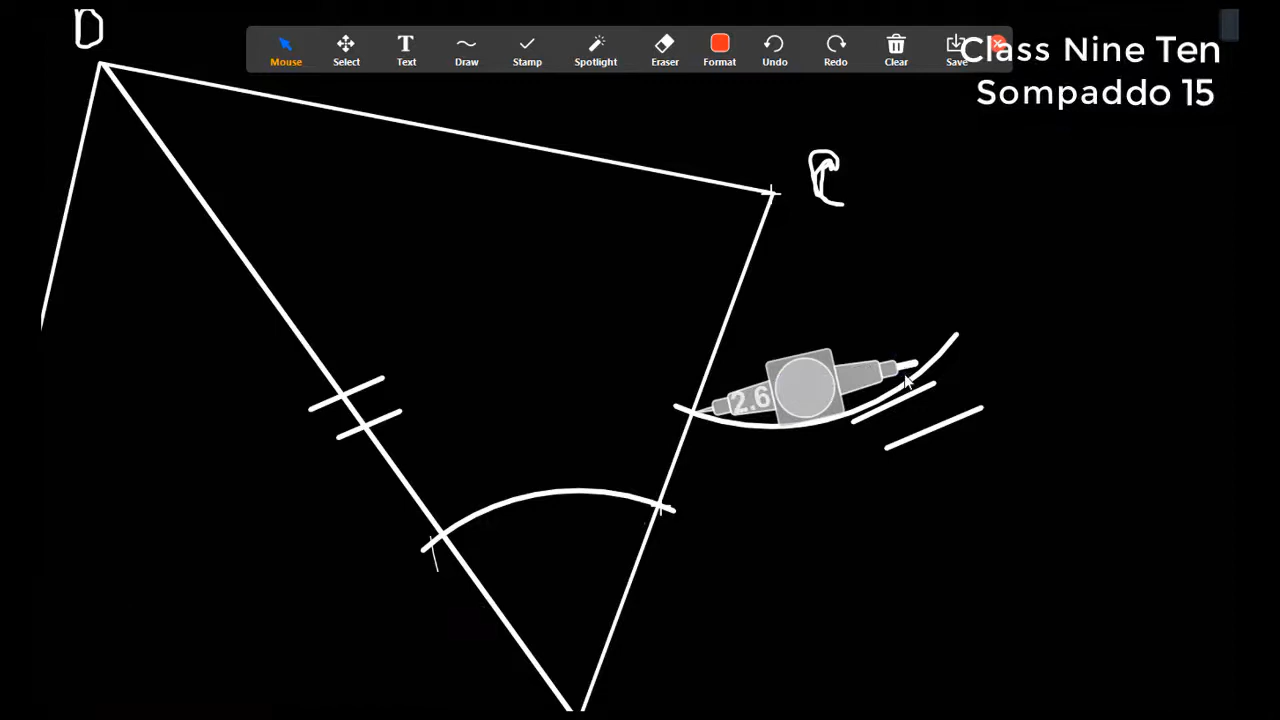 D
Mouse Select Text Draw Stamp Spotlight Eraser Format Undo Redo Clear Save
Class Nine Ten
Sompaddo 15
C
2.6